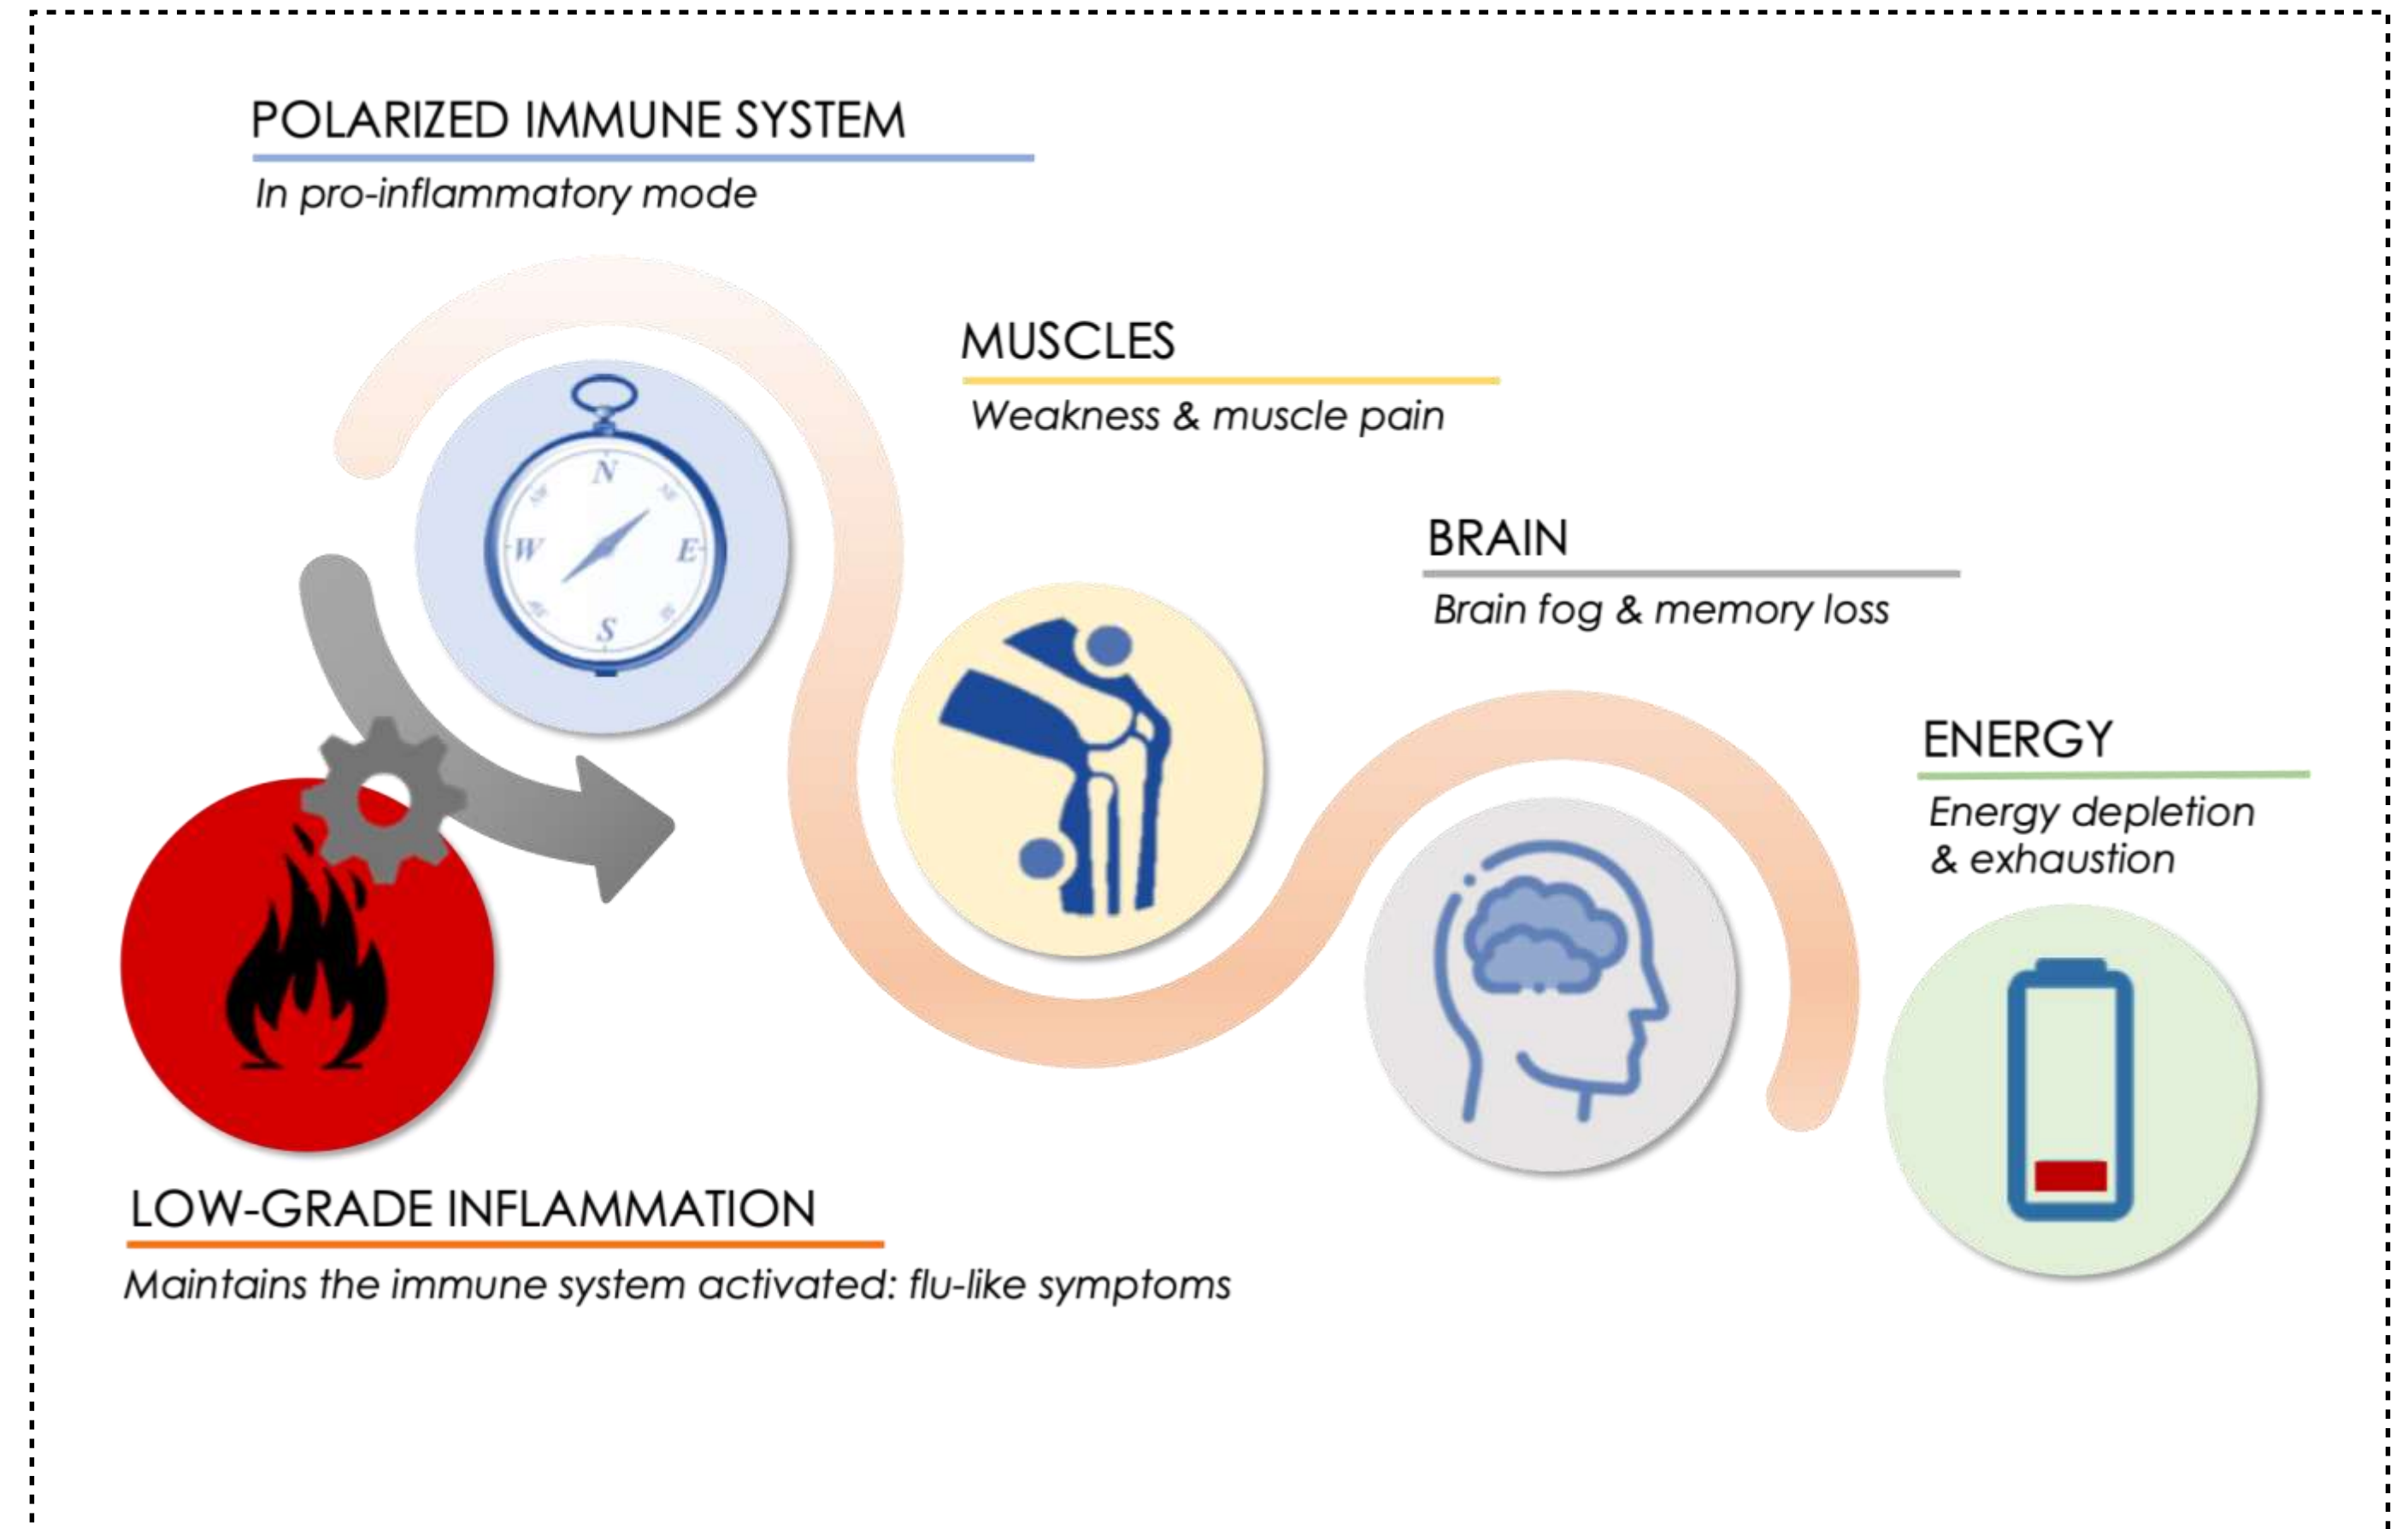 POLARIZED IMMUNE SYSTEM
In pro-inflammatory mode
MUSCLES
Weakness & muscle pain
BRAIN
Brain fog & memory loss
ENERGY
Energy depletion
& exhaustion
N
W
E
S
LOW-GRADE INFLAMMATION
Maintains the immune system activated: flu-like symptoms